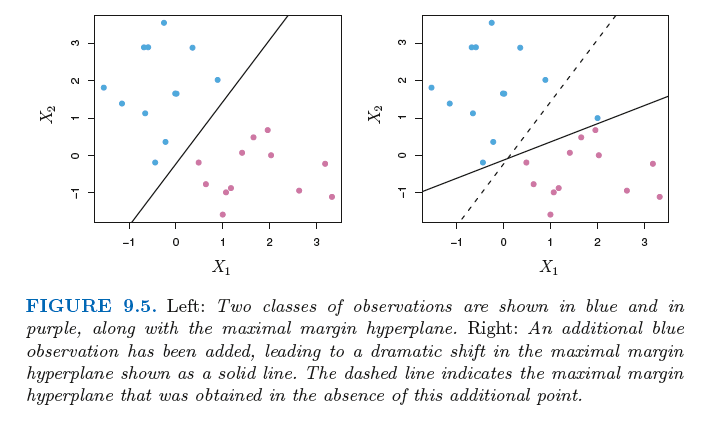 3
2
1
0
−1
X2
−1
0
1
2
3
X1
3
2
1
0
−1
X2
−1
0
1
2
3
X1
FIGURE 9.5. Left: Two classes of observations are shown in blue and in
purple, along with the maximal margin hyperplane. Right: An additional blue
observation has been added, leading to a dramatic shift in the maximal margin
hyperplane shown as a solid line. The dashed line indicates the maximal margin
hyperplane that was obtained in the absence of this additional point.